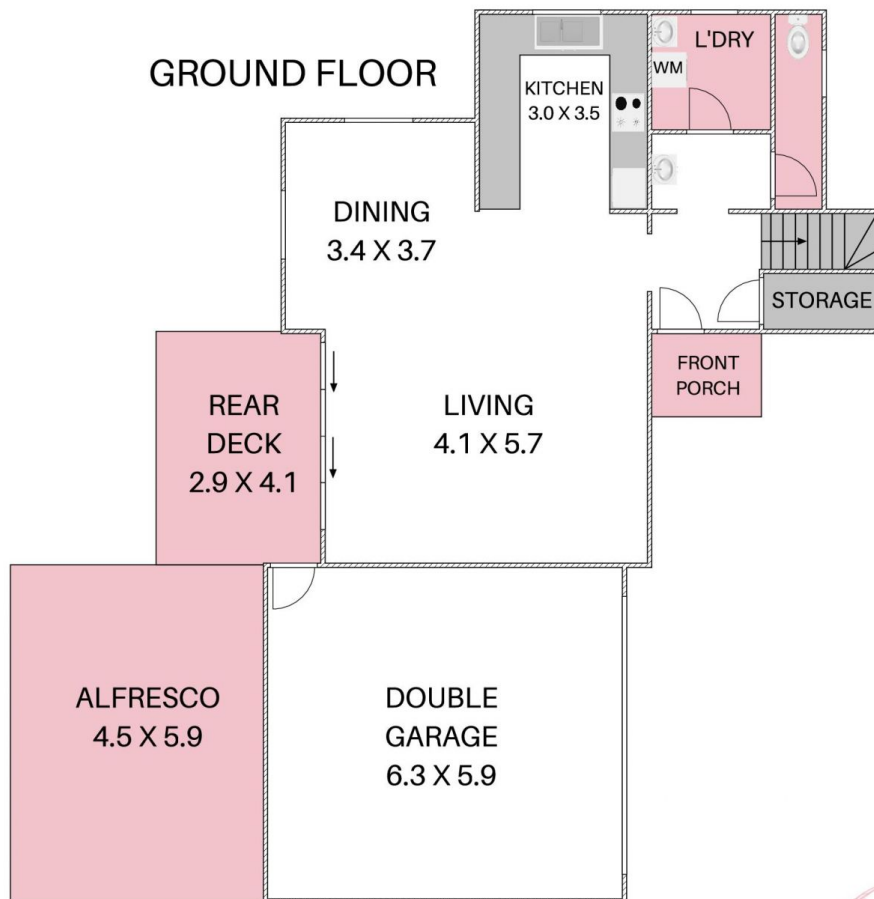 GROUND FLOOR
L'DRY
WM
KITCHEN
3.0 X 3.5
DINING
3.4 X 3.7
STORAGE
FRONT
PORCH
REAR
DECK
2.9 X 4.1
LIVING
4.1 X 5.7
ALFRESCO
4.5 X 5.9
DOUBLE
GARAGE
6.3 X 5.9